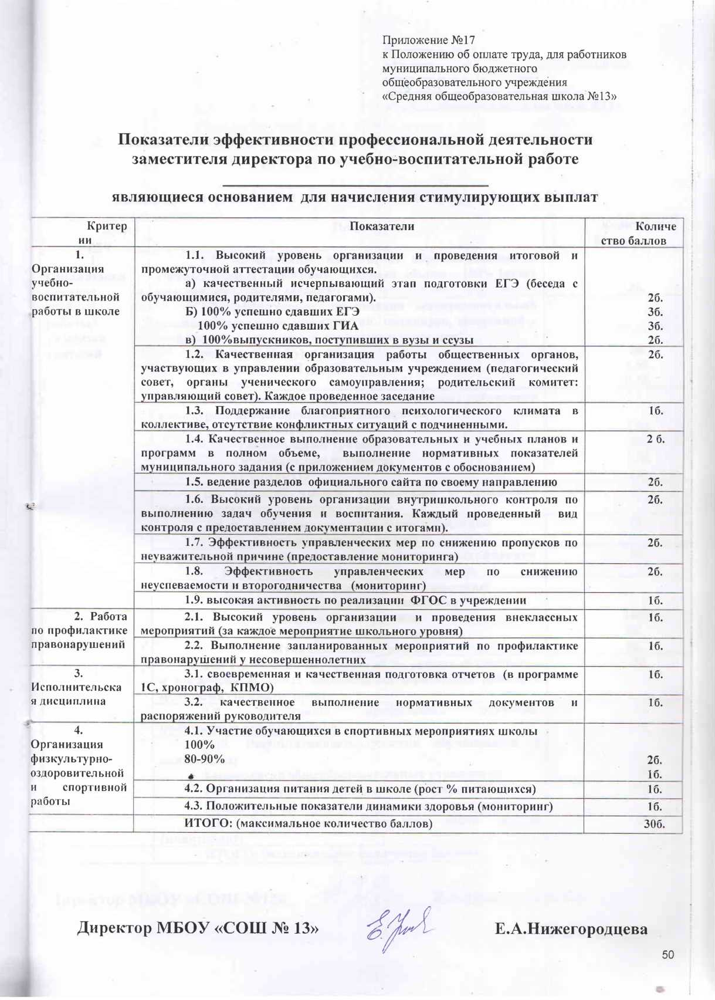 Приложение №17
к Положению об оплате труда, для работников
муниципального бюджетного
общеобразовательного учреждения
«Средняя общеобразовательная школа №13»
Показатели эффективности профессиональной деятельности
заместителя директора по учебно-воспитательной работе
являющиеся основанием для начисления стимулирующих выплат
Критер
ии
Показатели
Количе
ство баллов
1.
Организация
учебно-
воспитательной
работы в школе
1.1. Высокий уровень организации и проведения итоговой и
промежуточной аттестации обучающихся.
а) качественный исчерпывающий этап подготовки ЕГЭ (беседа с
обучающимися, родителями, педагогами). 2б.
Б) 100% успешно сдавших ЕГЭ 3б.
100% успешно сдавших ГИА 3б.
в) 100%выпускников, поступивших в вузы и ссузы 2б.
1.2. Качественная организация работы общественных органов, 2б.
участвующих в управлении образовательным учреждением (педагогический
совет, органы ученического самоуправления; родительский комитет:
управляющий совет). Каждое проведенное заседание
1.3. Поддержание благоприятного психологического климата в 1б.
коллективе, отсутствие конфликтных ситуаций с подчиненными.
1.4. Качественное выполнение образовательных и учебных планов и 2 б.
программ в полном объеме, выполнение нормативных показателей
муниципального задания (с приложением документов с обоснованием)
1.5. ведение разделов официального сайта по своему направлению 2б.
1.6. Высокий уровень организации внутришкольного контроля по 2б.
выполнению задач обучения и воспитания. Каждый проведенный вид
контроля с предоставлением документации с итогами).
1.7. Эффективность управленческих мер по снижению пропусков по 2б.
неуважительной причине (предоставление мониторинга)
1.8. Эффективность управленческих мер по снижению 2б.
неуспеваемости и второгодничества (мониторинг)
1.9. высокая активность по реализации ФГОС в учреждении 1б.
2. Работа
по профилактике
правонарушений
2.1. Высокий уровень организации и проведения внеклассных 1б.
мероприятий (за каждое мероприятие школьного уровня)
2.2. Выполнение запланированных мероприятий по профилактике 1б.
правонарушений у несовершеннолетних
3.
Исполнительска
я дисциплина
3.1. своевременная и качественная подготовка отчетов (в программе 1б.
1С, хронограф, КПМО)
3.2. качественное выполнение нормативных документов и 1б.
распоряжений руководителя
4.
Организация
физкультурно-
оздоровительной
и спортивной
работы
4.1. Участие обучающихся в спортивных мероприятиях школы
100%
80-90% 2б.
1б.
4.2. Организация питания детей в школе (рост % питающихся) 1б.
4.3. Положительные показатели динамики здоровья (мониторинг) 1б.
ИТОГО: (максимальное количество баллов) 30б.
Директор МБОУ «СОШ № 13» Е.А.Нижегородцева
50